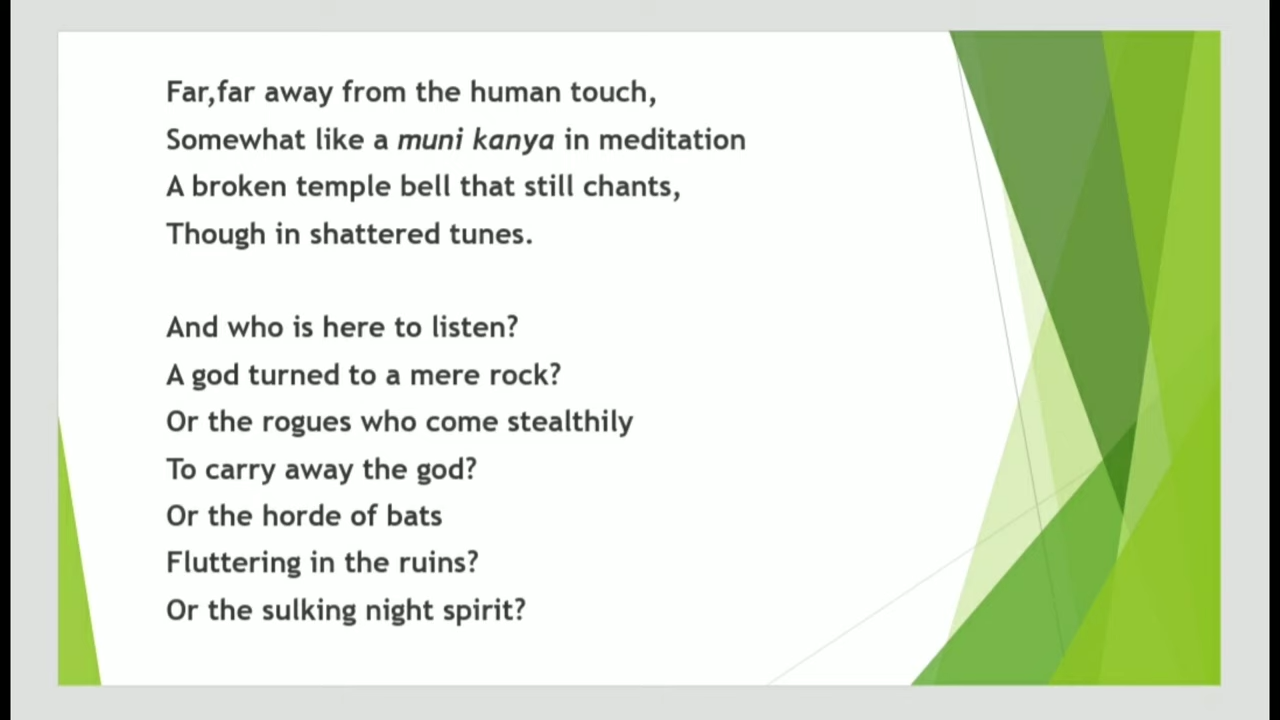 Far,far away from the human touch,
Somewhat like a muni kanya in meditation
A broken temple bell that still chants,
Though in shattered tunes.
And who is here to listen?
A god turned to a mere rock?
Or the rogues who come stealthily
To carry away the god?
Or the horde of bats
Fluttering in the ruins?
Or the sulking night spirit?